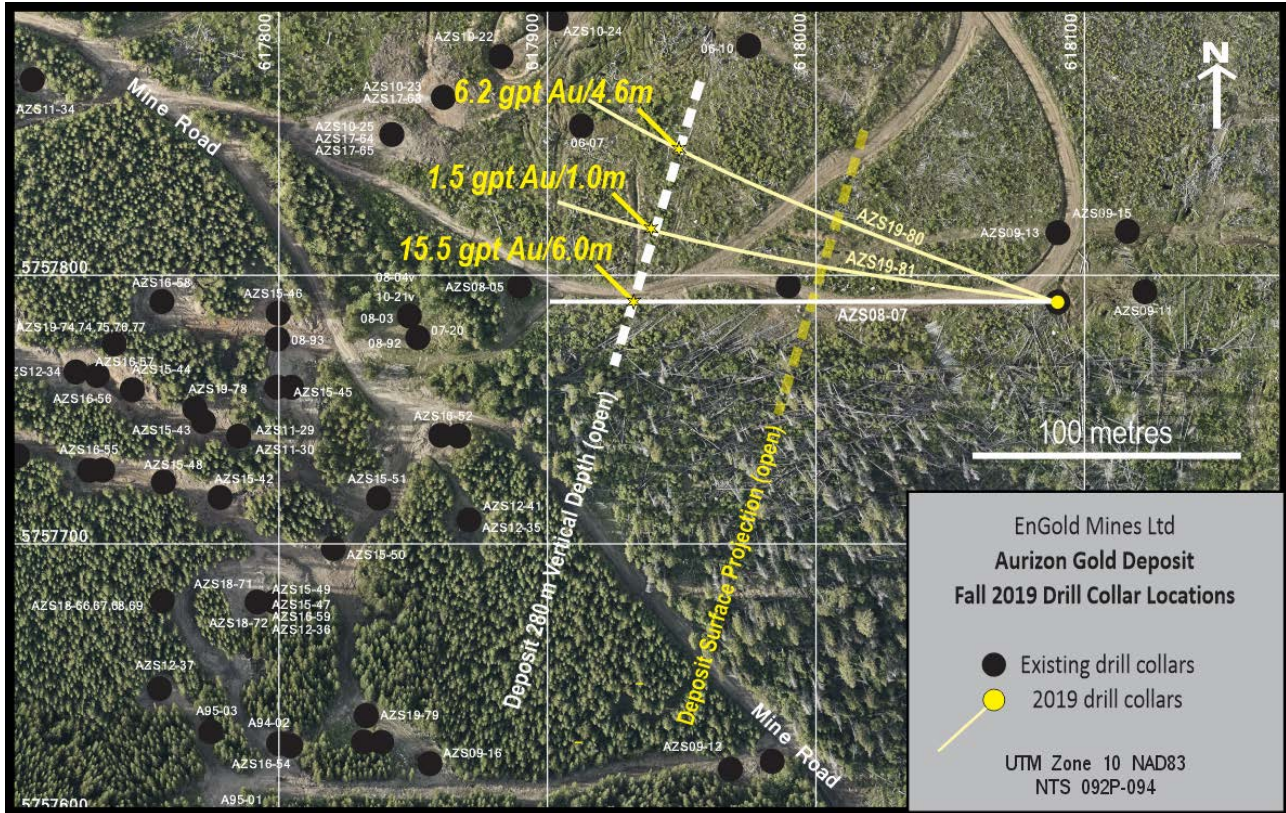 617800
617900
618000
618100
AZS10-22
AZS10-24
06-10
N
AZS11-34
Mine Road
AZS10-23
AZS17-63
6.2 gpt Au/4.6m
AZS10-25
AZS17-64
AZS17-65
06-07
1.5 gpt Au/1.0m
AZS19-80
AZS19-81
AZS09-13
AZS09-15
15.5 gpt Au/6.0m
5757800
AZS16-58
AZS15-46
08-04v
10-21v
08-03
08-92
07-20
AZS08-05
AZS08-07
AZS09-11
AZS19-74,74,75,76,77
08-93
AZS12-34
AZS16-57
AZS15-44
AZS16-56
AZS19-78
AZS15-45
AZS15-43
AZS11-29
AZS11-30
AZS16-52
100 metres
AZS16-55
AZS15-48
AZS15-42
AZS15-51
AZS12-41
AZS12-35
Deposit 280 m Vertical Depth (open)
Deposit Surface Projection (open)
5757700
AZS15-50
AZS18-71
AZS15-49
AZS15-47
AZS16-59
AZS12-36
AZS18-66,67,68,69
AZS18-72
AZS12-37
A95-03
A94-02
AZS19-79
AZS16-54
AZS09-16
AZS09-12
Mine Road
A95-01
5757600
EnGold Mines Ltd
Aurizon Gold Deposit
Fall 2019 Drill Collar Locations
Existing drill collars
2019 drill collars
UTM Zone 10 NAD83
NTS 092P-094